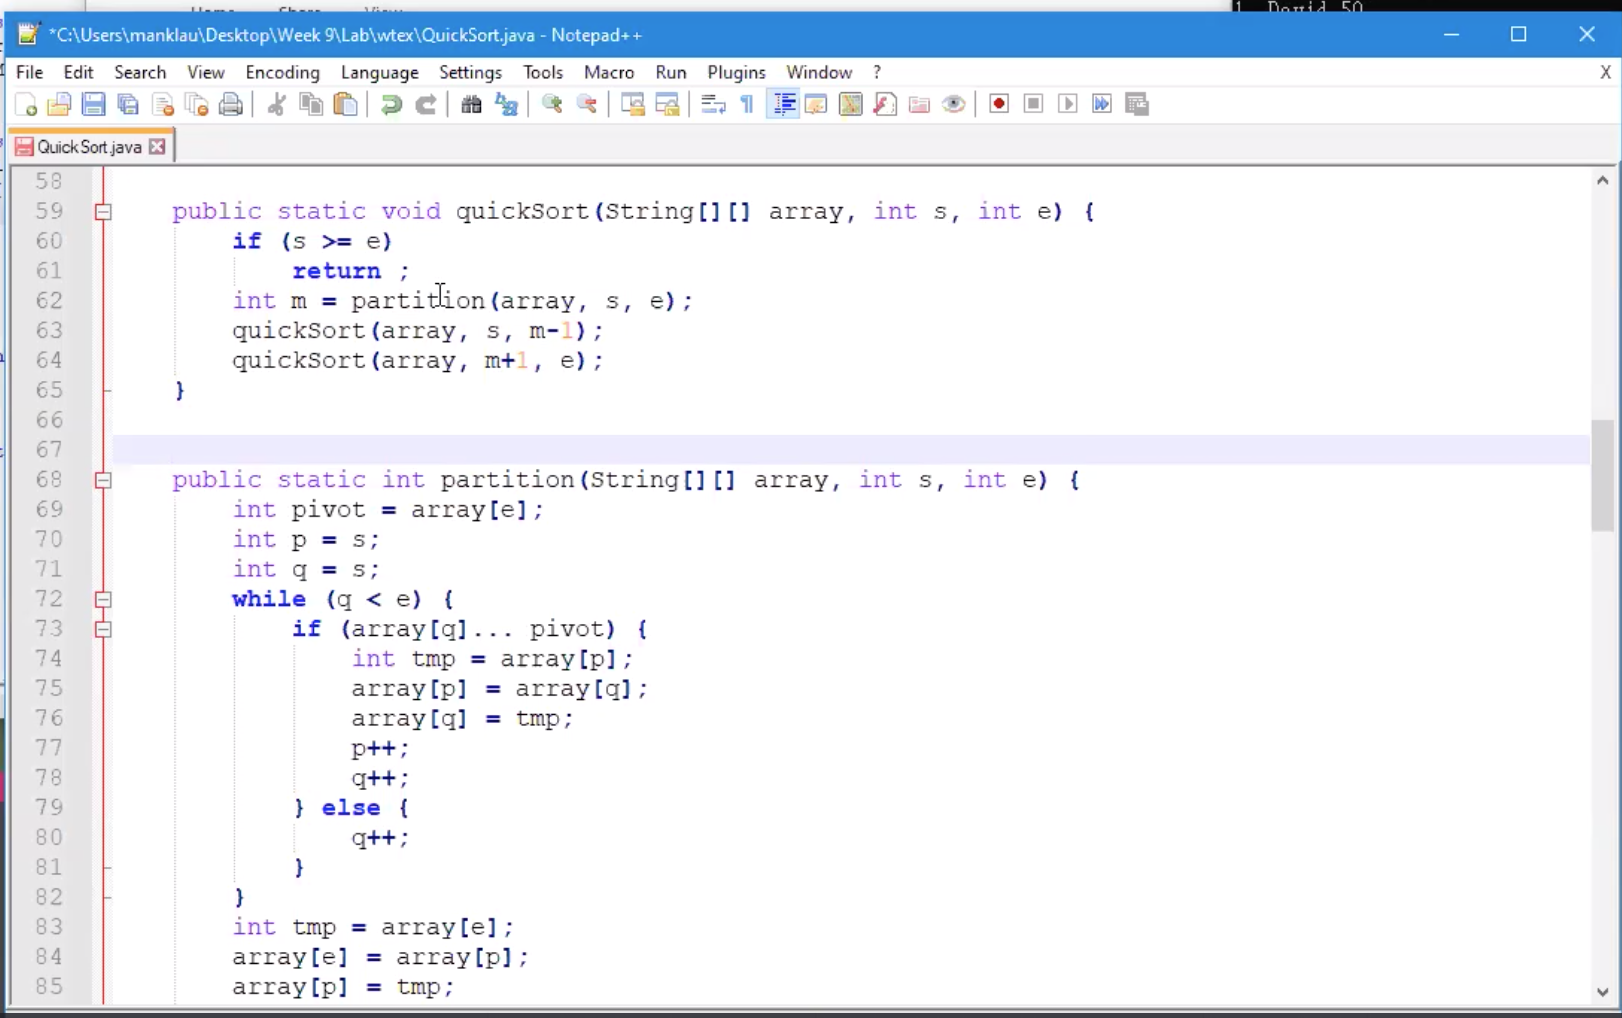 1. David 50
*C:\Users\manklau\Desktop\Week 9\Lab\wtex\QuickSort.java - Notepad++
File Edit Search View Encoding Language Settings Tools Macro Run Plugins Window ? X
QuickSort.java
58
59 public static void quickSort(String[][] array, int s, int e) {
60 if (s >= e)
61 return ;
62 int m = partition(array, s, e);
63 quickSort(array, s, m-1);
64 quickSort(array, m+1, e);
65 }
66
67
68 public static int partition(String[][] array, int s, int e) {
69 int pivot = array[e];
70 int p = s;
71 int q = s;
72 while (q < e) {
73 if (array[q]... pivot) {
74 int tmp = array[p];
75 array[p] = array[q];
76 array[q] = tmp;
77 p++;
78 q++;
79 } else {
80 q++;
81 }
82 }
83 int tmp = array[e];
84 array[e] = array[p];
85 array[p] = tmp;